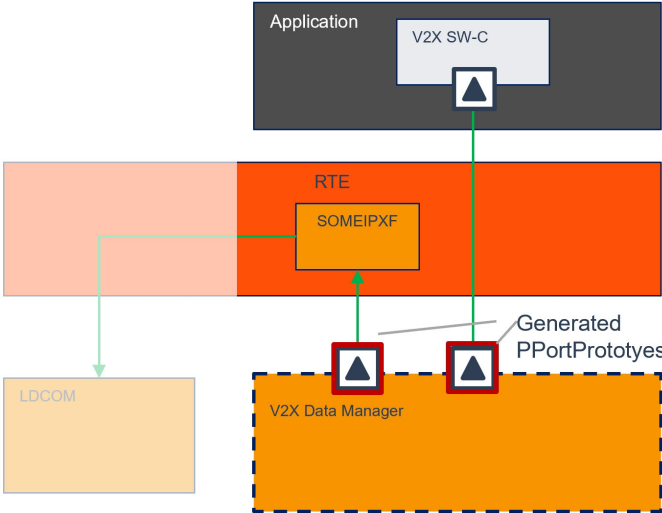 Application
V2X SW-C
RTE
SOMEIPXF
Generated
PPortPrototyes
LDCOM
V2X Data Manager